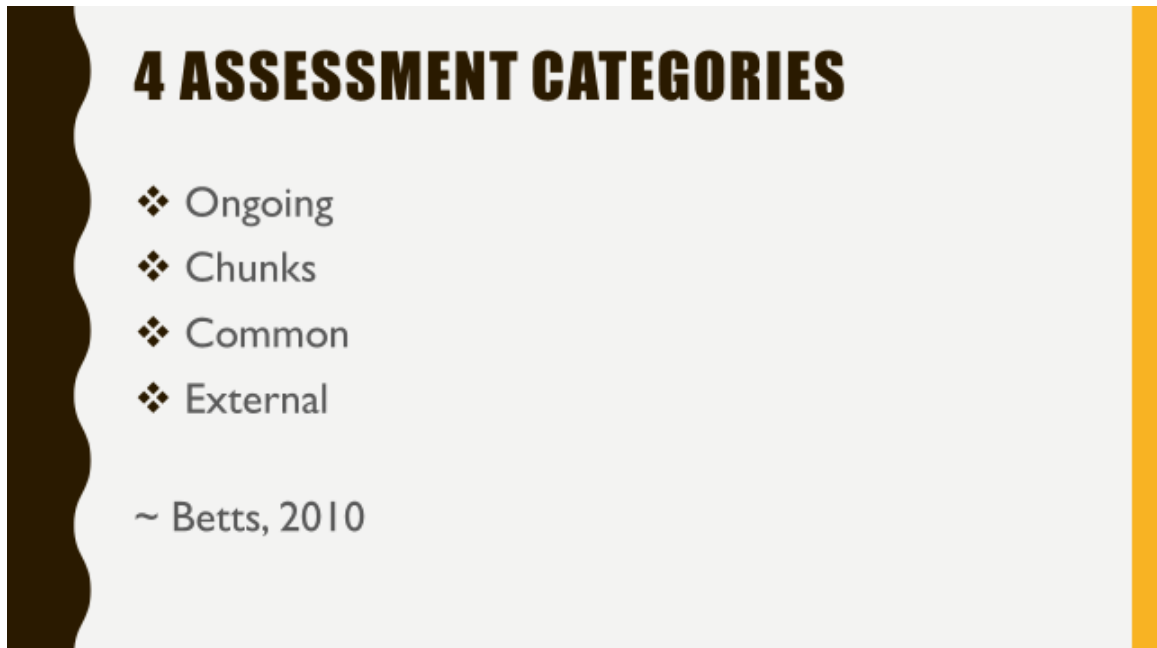 4 ASSESSMENT CATEGORIES
❖ Ongoing
❖ Chunks
❖ Common
❖ External
~ Betts, 2010